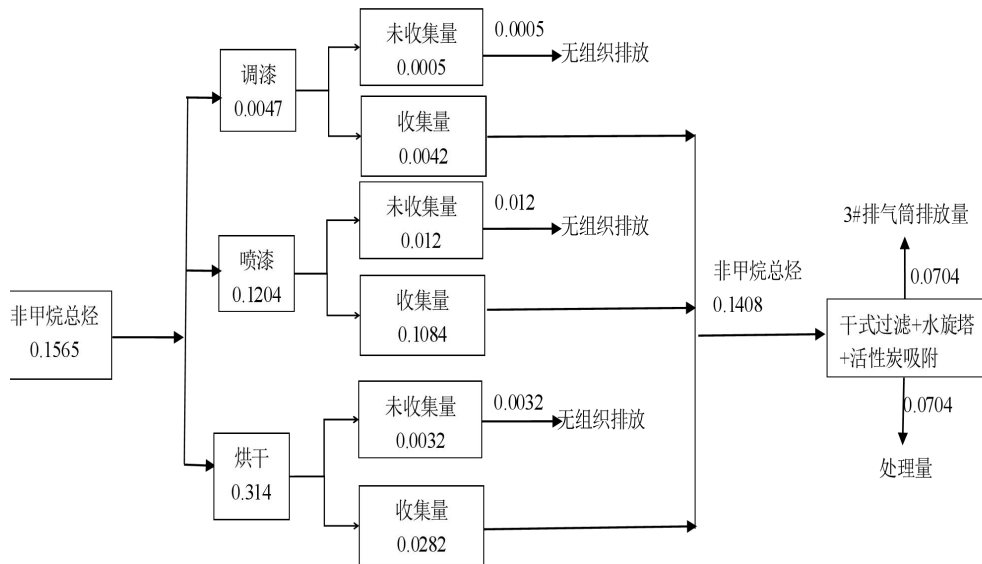 非甲烷总烃
0.1565
调漆
0.0047
未收集量
0.0005
0.0005
无组织排放
收集量
0.0042
喷漆
0.1204
未收集量
0.012
0.012
无组织排放
收集量
0.1084
烘干
0.314
未收集量
0.0032
0.0032
无组织排放
收集量
0.0282
非甲烷总烃
0.1408
3#排气筒排放量
0.0704
干式过滤+水旋塔
+活性炭吸附
0.0704
处理量